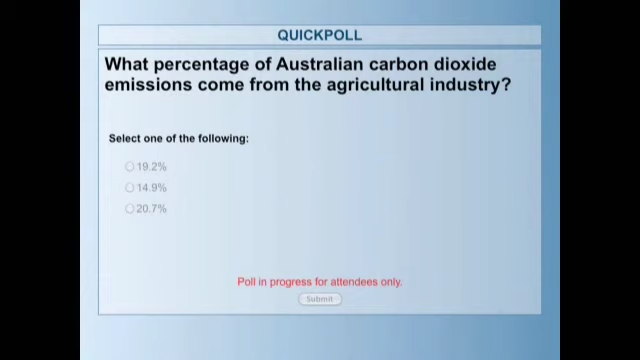 QUICKPOLL
What percentage of Australian carbon dioxide
emissions come from the agricultural industry?
Select one of the following:
19.2%
14.9%
20.7%
Poll in progress for attendees only.
Submit